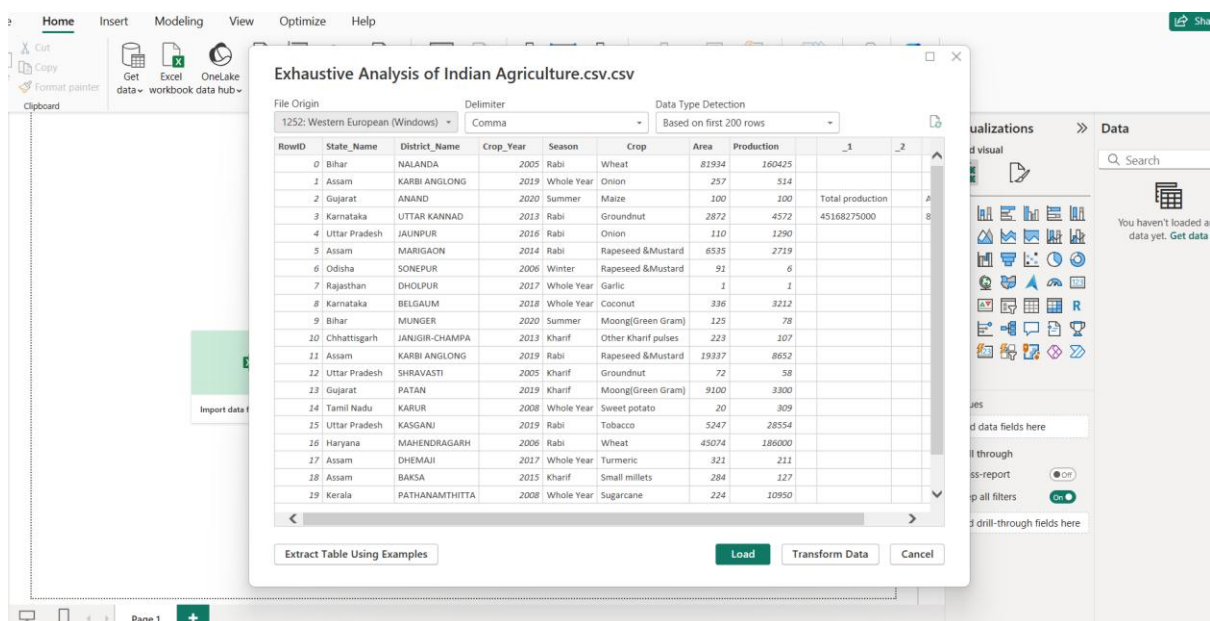 Home Insert Modeling View Optimize Help
Sha
Cut
Copy
Format painter
Clipboard
Get data
Excel workbook
OneLake data hub
Exhaustive Analysis of Indian Agriculture.csv.csv
File Origin Delimiter Data Type Detection
1252: Western European (Windows) Comma Based on first 200 rows
RowID State_Name District_Name Crop_Year Season Crop Area Production _1 _2
0 Bihar NALANDA 2005 Rabi Wheat 81934 160425
1 Assam KARBI ANGLONG 2019 Whole Year Onion 257 514
2 Gujarat ANAND 2020 Summer Maize 100 100 Total production A
3 Karnataka UTTAR KANNAD 2013 Rabi Groundnut 2872 4572 45168275000 8
4 Uttar Pradesh JAUNPUR 2016 Rabi Onion 110 1290
5 Assam MARIGAON 2014 Rabi Rapeseed &Mustard 6535 2719
6 Odisha SONEPUR 2006 Winter Rapeseed &Mustard 91 6
7 Rajasthan DHOLPUR 2017 Whole Year Garlic 1 1
8 Karnataka BELGAUM 2018 Whole Year Coconut 336 3212
9 Bihar MUNGER 2020 Summer Moong(Green Gram) 125 78
10 Chhattisgarh JANJGIR-CHAMPA 2013 Kharif Other Kharif pulses 223 107
11 Assam KARBI ANGLONG 2019 Rabi Rapeseed &Mustard 19337 8652
12 Uttar Pradesh SHRAVASTI 2005 Kharif Groundnut 72 58
13 Gujarat PATAN 2019 Kharif Moong(Green Gram) 9100 3300
14 Tamil Nadu KARUR 2008 Whole Year Sweet potato 20 309
15 Uttar Pradesh KASGANJ 2019 Rabi Tobacco 5247 28554
16 Haryana MAHENDRAGARH 2006 Rabi Wheat 45074 186000
17 Assam DHEMAJI 2017 Whole Year Turmeric 321 211
18 Assam BAKSA 2015 Kharif Small millets 284 127
19 Kerala PATHANAMTHITTA 2008 Whole Year Sugarcane 224 10950
Extract Table Using Examples Load Transform Data Cancel
Import data f
ualizations Data
d visual
Search
You haven't loaded a
data yet. Get data
R
ues
d data fields here
ll through
ss-report Off
p all filters On
d drill-through fields here
Page 1